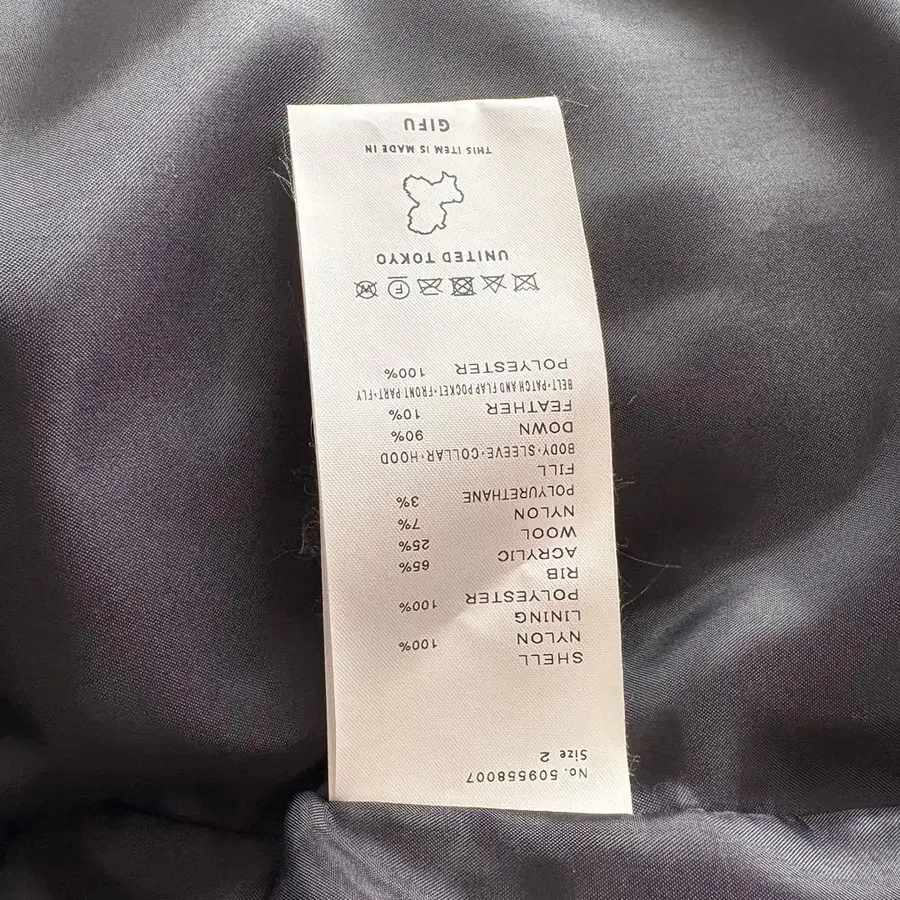 No. 509558007
Size 2
SHELL
NYLON 100%
LINING
POLYESTER 100%
RIB
ACRYLIC 65%
WOOL 25%
NYLON 7%
POLYURETHANE 3%
FILL
BODY·SLEEVE·COLLAR·HOOD
DOWN 90%
FEATHER 10%
BELT·PATCH AND FLAP POCKET·FRONT PART·FLY
POLYESTER 100%
W F
UNITED TOKYO
THIS ITEM IS MADE IN
GIFU